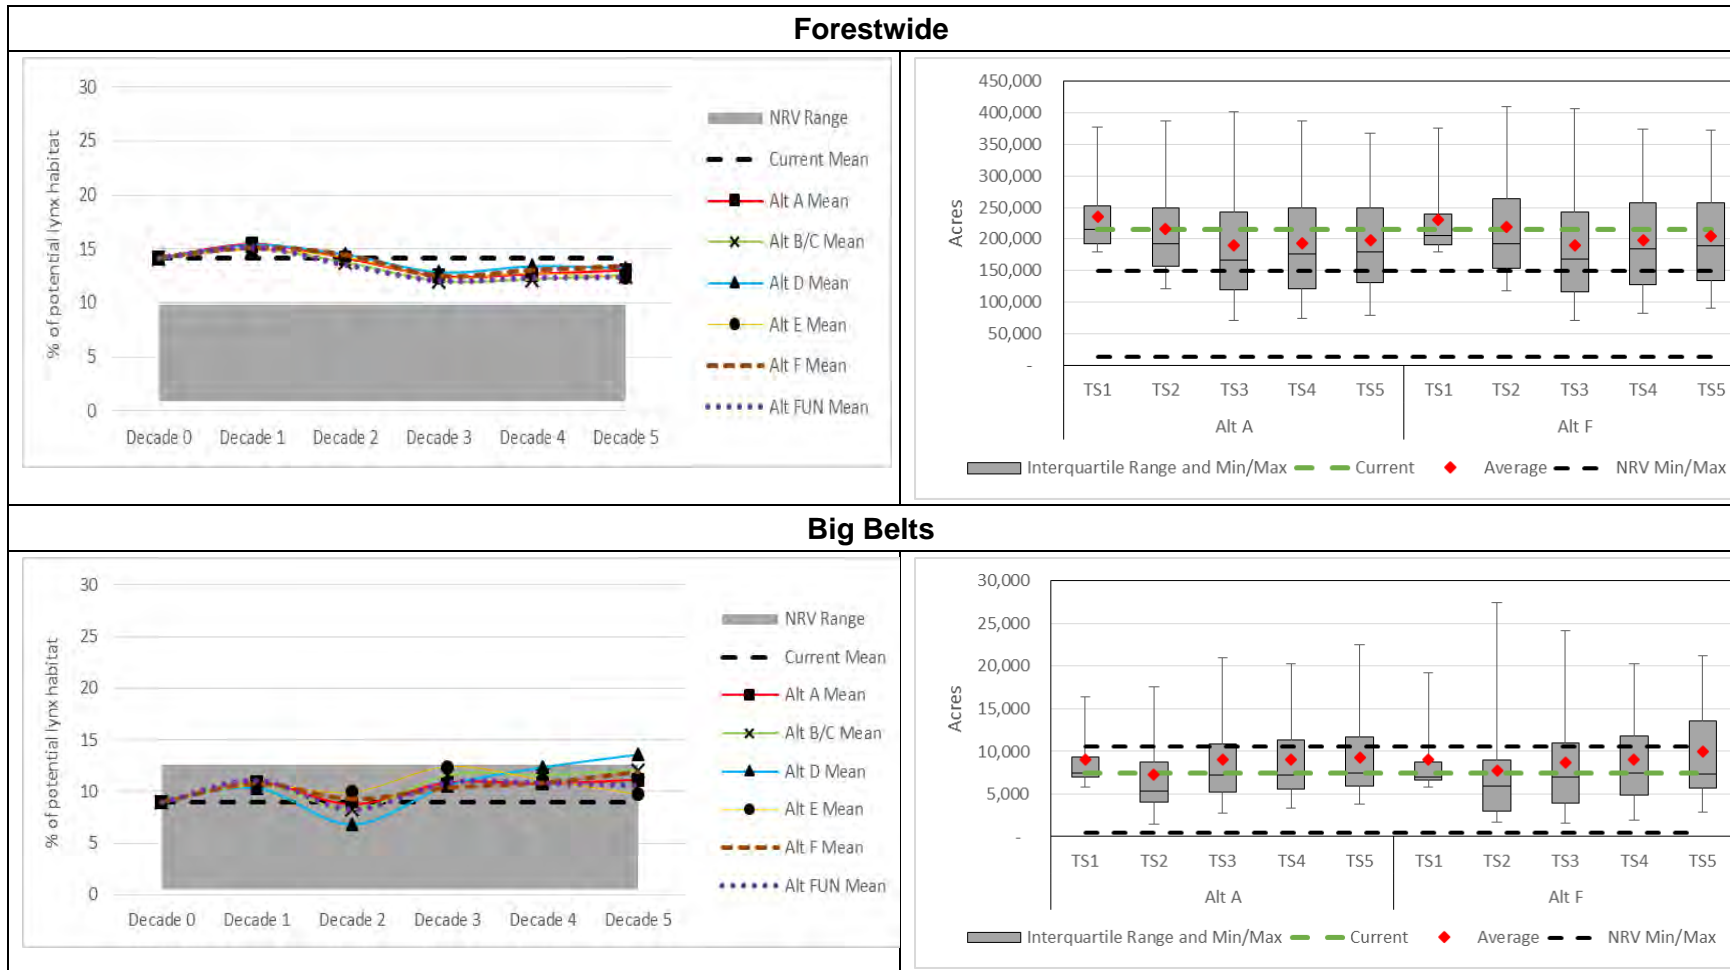 Forestwide
% of potential lynx habitat
30
25
20
15
10
5
0
Decade 0 Decade 1 Decade 2 Decade 3 Decade 4 Decade 5
NRV Range
Current Mean
Alt A Mean
Alt B/C Mean
Alt D Mean
Alt E Mean
Alt F Mean
Alt FUN Mean
Acres
450,000
400,000
350,000
300,000
250,000
200,000
150,000
100,000
50,000
-
TS1 TS2 TS3 TS4 TS5 TS1 TS2 TS3 TS4 TS5
Alt A Alt F
Interquartile Range and Min/Max Current Average NRV Min/Max
Big Belts
% of potential lynx habitat
30
25
20
15
10
5
0
Decade 0 Decade 1 Decade 2 Decade 3 Decade 4 Decade 5
NRV Range
Current Mean
Alt A Mean
Alt B/C Mean
Alt D Mean
Alt E Mean
Alt F Mean
Alt FUN Mean
Acres
30,000
25,000
20,000
15,000
10,000
5,000
-
TS1 TS2 TS3 TS4 TS5 TS1 TS2 TS3 TS4 TS5
Alt A Alt F
Interquartile Range and Min/Max Current Average NRV Min/Max